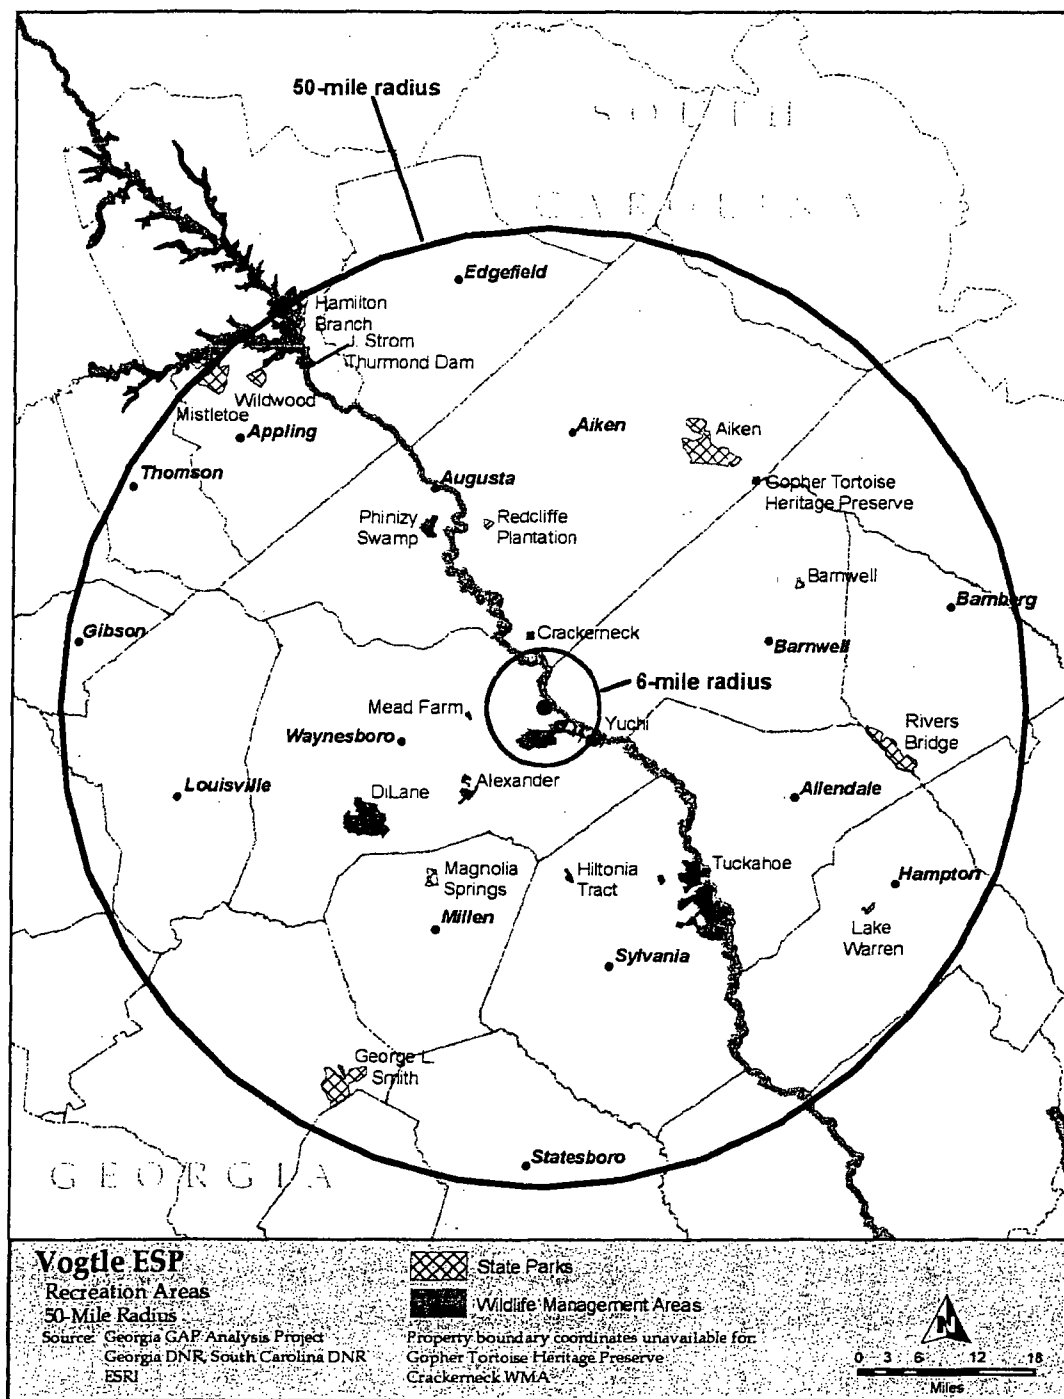 50-mile radius
SOUTH
CAROLINA
Edgefield
Hamilton
Branch
J. Strom
Thurmond Dam
Wildwood
Mistletoe
Appling
Aiken
Aiken
Thomson
Augusta
Gopher Tortoise
Heritage Preserve
Phinizy
Swamp
Redcliffe
Plantation
Barnwell
Bamberg
Gibson
Crackerneck
Barnwell
6-mile radius
Mead Farm
Yuchi
Rivers
Bridge
Waynesboro
Louisville
DiLane
Alexander
Allendale
Magnolia
Springs
Hiltonia
Tract
Tuckahoe
Hampton
Millen
Lake
Warren
Sylvania
George L.
Smith
Statesboro
GEORGIA
Vogtle ESP
Recreation Areas
50-Mile Radius
Source: Georgia GAP Analysis Project
Georgia DNR, South Carolina DNR
ESRI
State Parks
Wildlife Management Areas
Property boundary coordinates unavailable for:
Gopher Tortoise Heritage Preserve
Crackerneck WMA
N
0 3 6 12 18
Miles